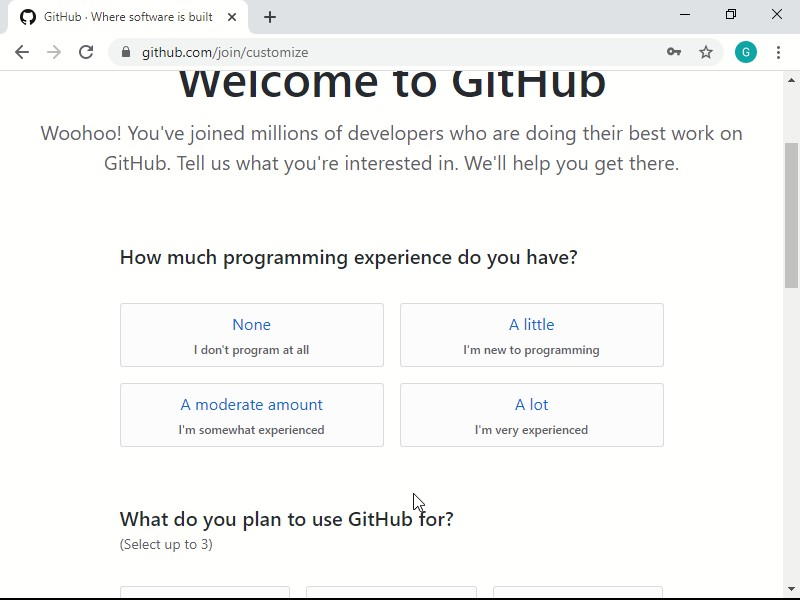 GitHub · Where software is built
github.com/join/customize
G
Welcome to GitHub
Woohoo! You've joined millions of developers who are doing their best work on
GitHub. Tell us what you're interested in. We'll help you get there.
How much programming experience do you have?
None
I don't program at all
A little
I'm new to programming
A moderate amount
I'm somewhat experienced
A lot
I'm very experienced
What do you plan to use GitHub for?
(Select up to 3)